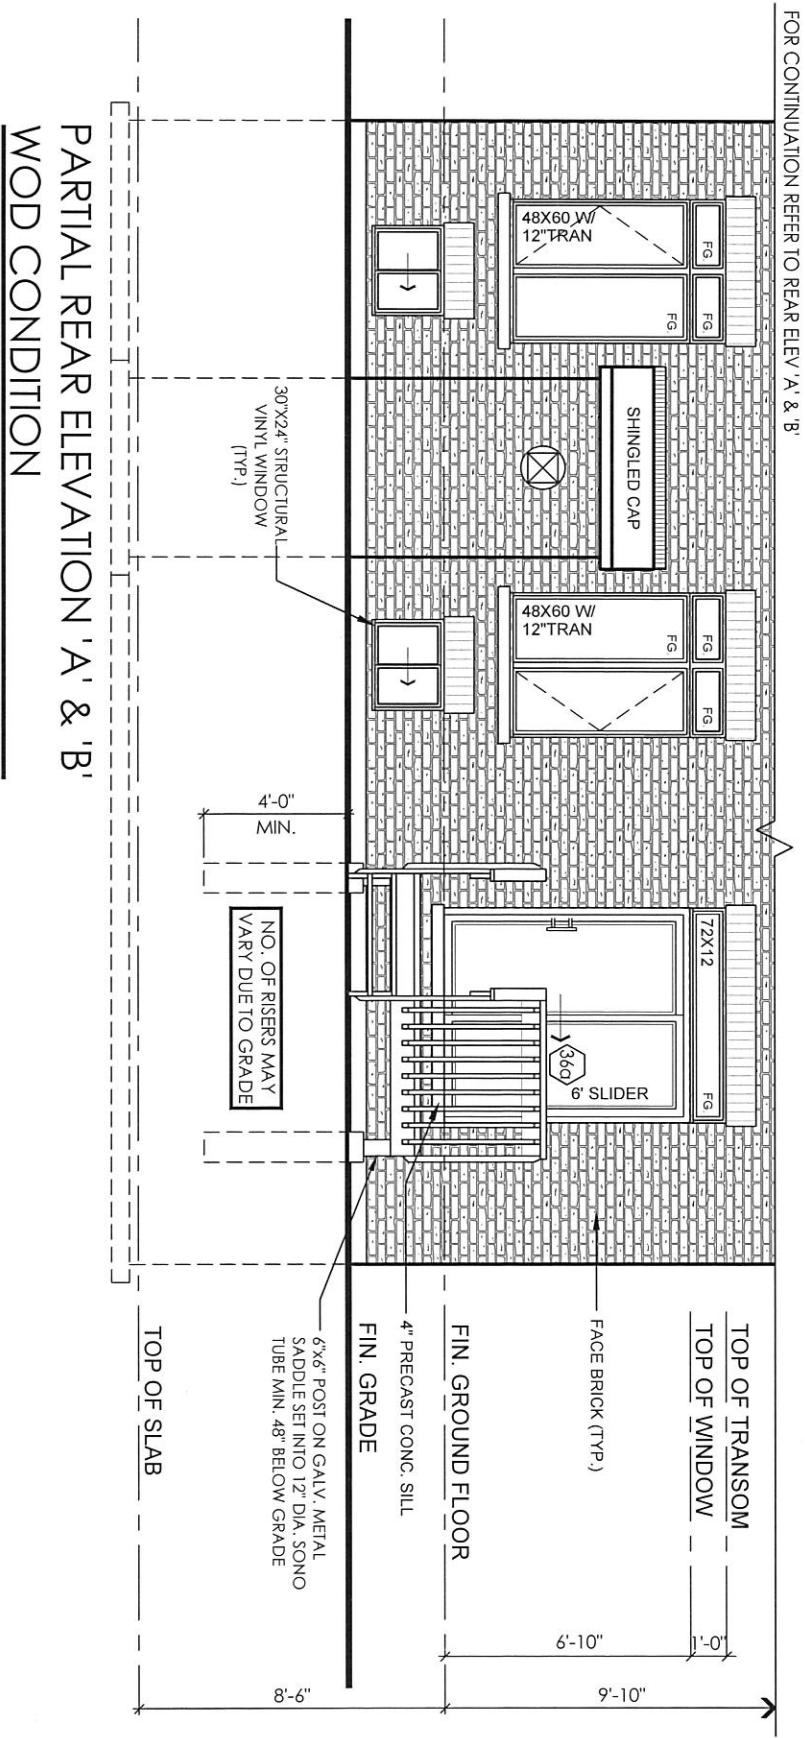 FOR CONTINUATION REFER TO REAR ELEV 'A' & 'B'
48X60 W/
12"TRAN
FG.
FG.
FG.
SHINGLED CAP
48X60 W/
12"TRAN
FG.
FG.
FG.
72X12
FG.
36a
6' SLIDER
30"X24" STRUCTURAL
VINYL WINDOW
(TYP.)
4'-0"
MIN.
NO. OF RISERS MAY
VARY DUE TO GRADE
TOP OF TRANSOM
TOP OF WINDOW
FACE BRICK (TYP.)
FIN. GROUND FLOOR
4" PRECAST CONC. SILL
FIN. GRADE
6"x6" POST ON GALV. METAL
SADDLE SET INTO 12" DIA. SONO
TUBE MIN. 48" BELOW GRADE
TOP OF SLAB
1'-0"
6'-10"
9'-10"
8'-6"
PARTIAL REAR ELEVATION 'A' & 'B'
WOD CONDITION